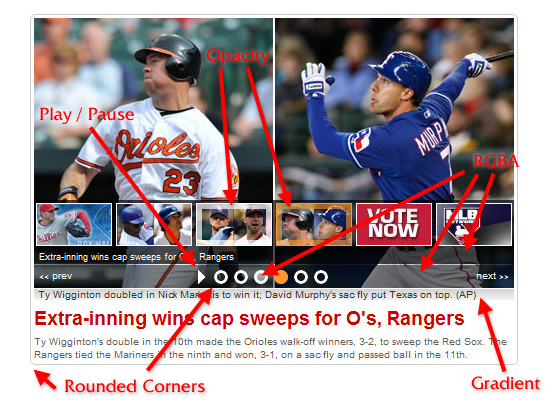 Opacity
Play / Pause
Orioles
23
MURP
RGBA
VOTE
NOW
MLB
NETWORK
Extra-inning wins cap sweeps for O's, Rangers
<< prev
next >>
Ty Wigginton doubled in Nick Markakis to win it; David Murphy's sac fly put Texas on top. (AP)
Extra-inning wins cap sweeps for O's, Rangers
Ty Wigginton's double in the 10th made the Orioles walk-off winners, 3-2, to sweep the Red Sox. The
Rangers tied the Mariners in the ninth and won, 3-1, on a sac fly and passed ball in the 11th.
Rounded Corners
Gradient